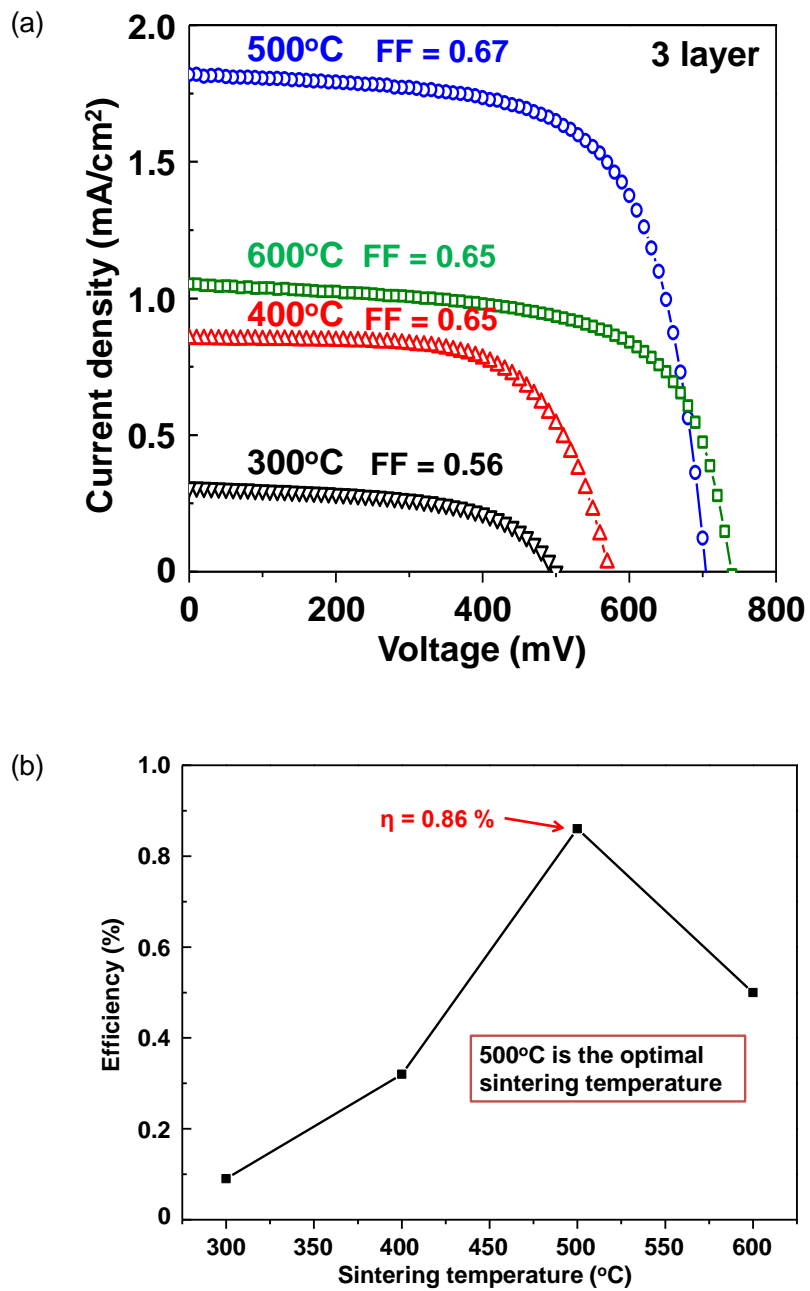 (a)
2.0
500°C FF = 0.67
3 layer
1.5
600°C FF = 0.65
1.0
400°C FF = 0.65
0.5
300°C FF = 0.56
0
0 200 400 600 800
Current density (mA/cm²)
Voltage (mV)
(b)
1.0
η = 0.86 %
0.8
0.6
0.4
500°C is the optimal
sintering temperature
0.2
0
300 350 400 450 500 550 600
Efficiency (%)
Sintering temperature (°C)